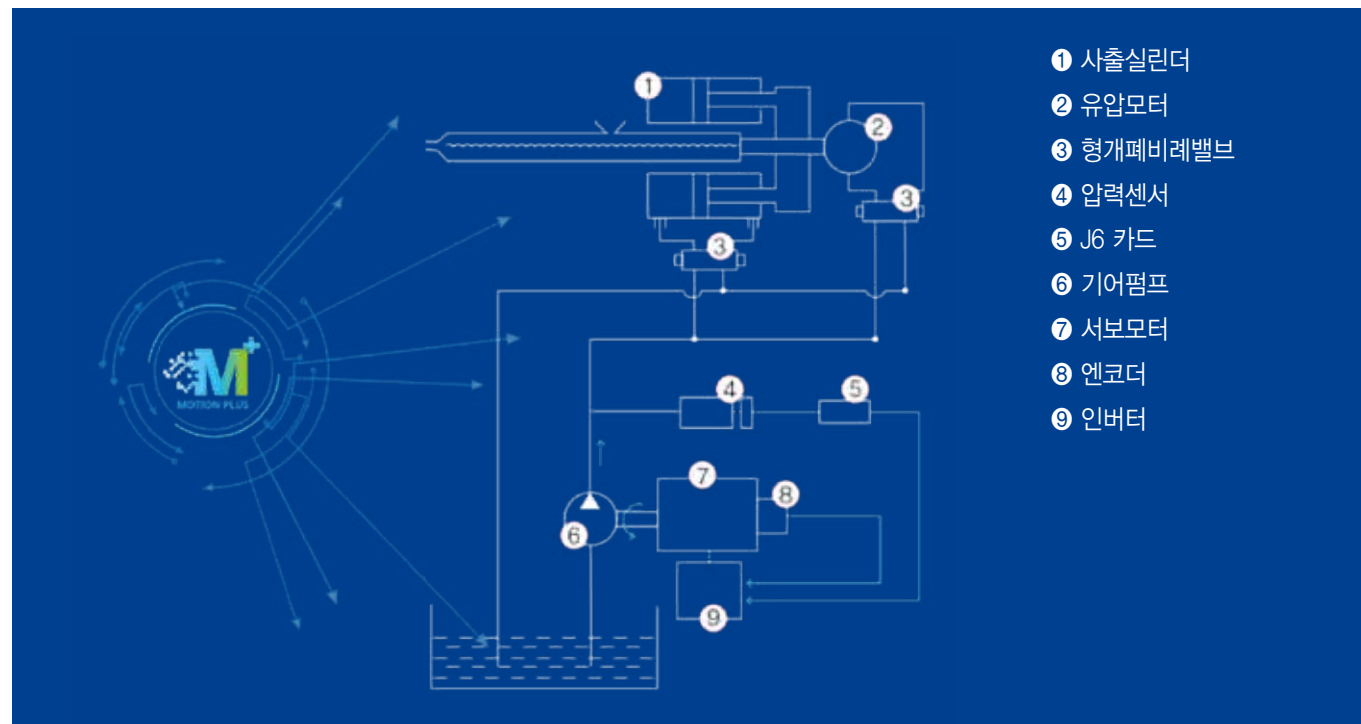 ❶ 사출실린더
❷ 유압모터
❸ 형개폐비례밸브
❹ 압력센서
❺ J6 카드
❻ 기어펌프
❼ 서보모터
❽ 엔코더
❾ 인버터
1
2
3
3
4
5
7
8
6
9
M+
MOTION PLUS